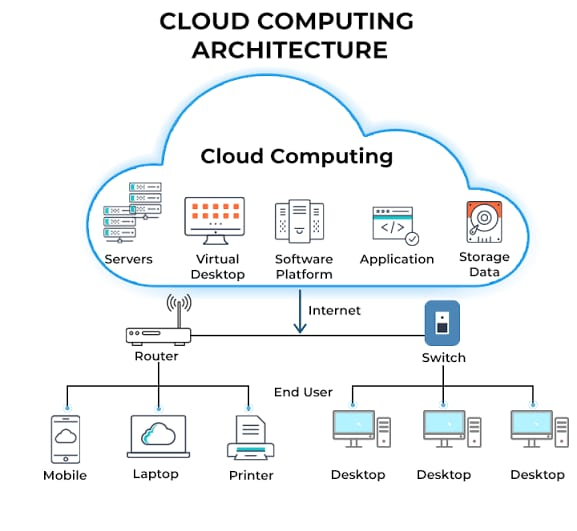 CLOUD COMPUTING
ARCHITECTURE
Cloud Computing
Servers
Virtual
Desktop
Software
Platform
Application
Storage
Data
Internet
Router
Switch
End User
Mobile
Laptop
Printer
Desktop
Desktop
Desktop